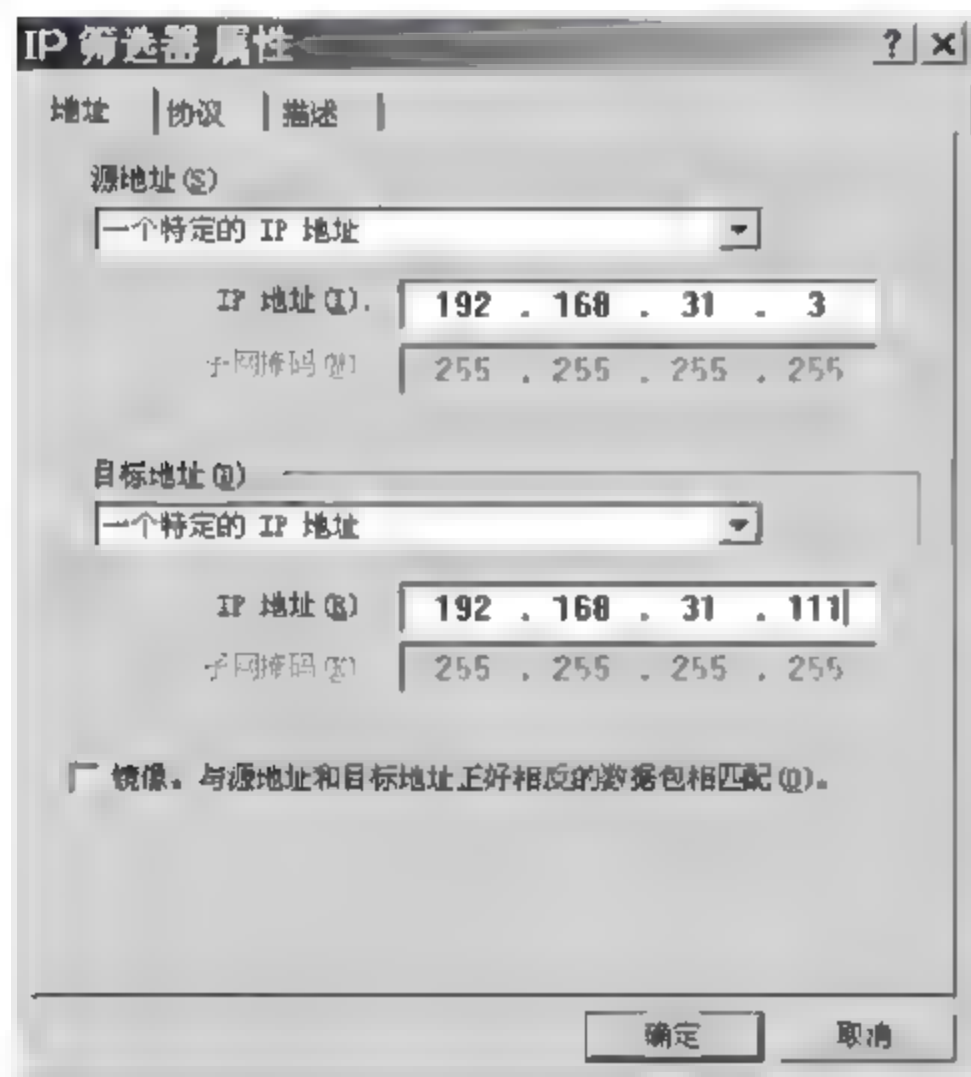 IP 筛选器 属性
地址 协议 描述
源地址(S)
一个特定的 IP 地址
IP 地址(I).
192 . 168 . 31 . 3
子网掩码(M)
255 . 255 . 255 . 255
目标地址(D)
一个特定的 IP 地址
IP 地址(R)
192 . 168 . 31 . 111
子网掩码(K)
255 . 255 . 255 . 255
镜像。与源地址和目标地址正好相反的数据包相匹配(O)。
确定 取消